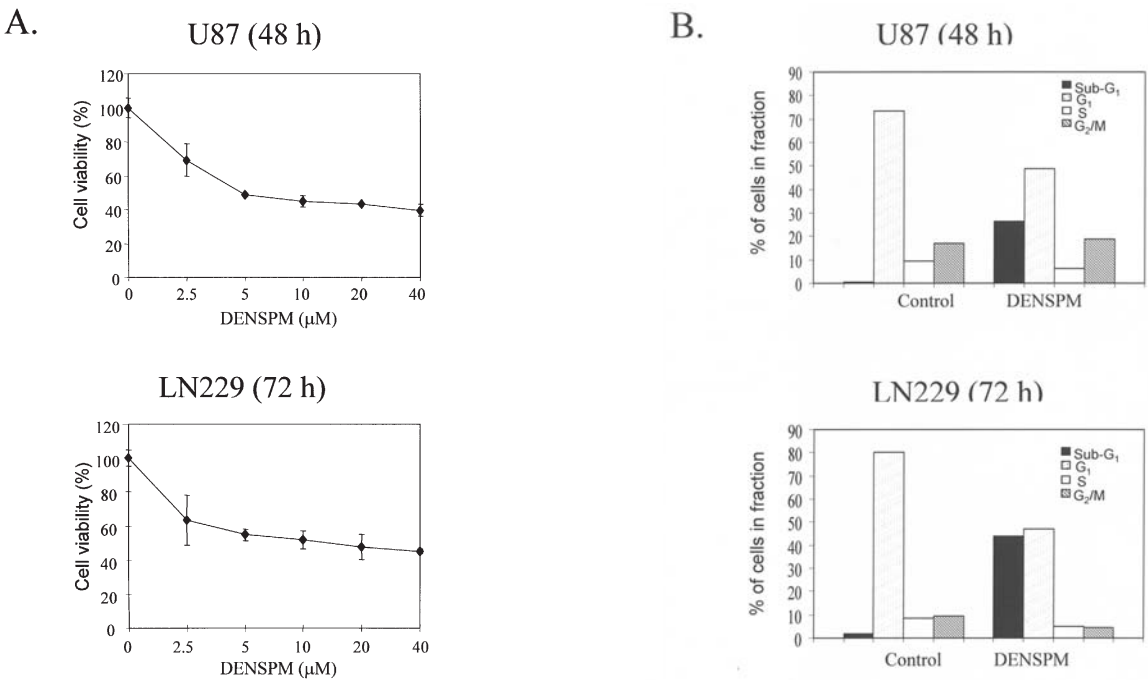 A.
U87 (48 h)
Cell viability (%)
120
100
80
60
40
20
0
0 2.5 5 10 20 40
DENSPM (μM)
LN229 (72 h)
Cell viability (%)
120
100
80
60
40
20
0
0 2.5 5 10 20 40
DENSPM (μM)
B.
U87 (48 h)
% of cells in fraction
90
80
70
60
50
40
30
20
10
0
Sub-G₁
G₁
S
G₂/M
Control DENSPM
LN229 (72 h)
% of cells in fraction
90
80
70
60
50
40
30
20
10
0
Sub-G₁
G₁
S
G₂/M
Control DENSPM